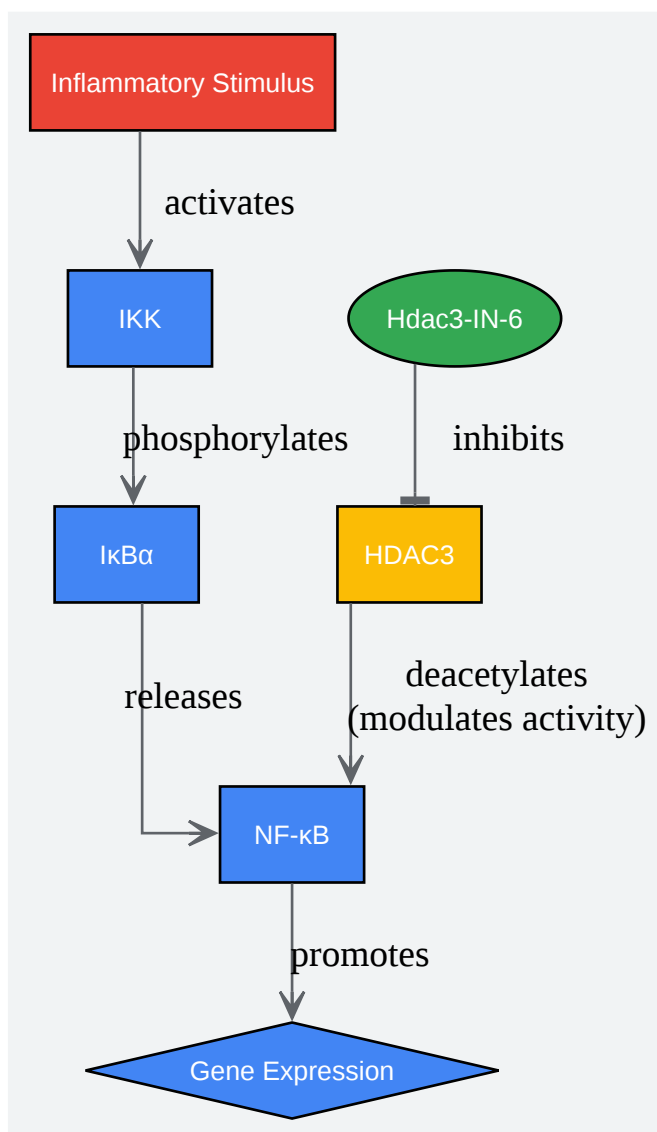 Inflammatory Stimulus
activates
IKK
Hdac3-IN-6
phosphorylates
inhibits
IκBα
HDAC3
releases
deacetylates
(modulates activity)
NF-κB
promotes
Gene Expression